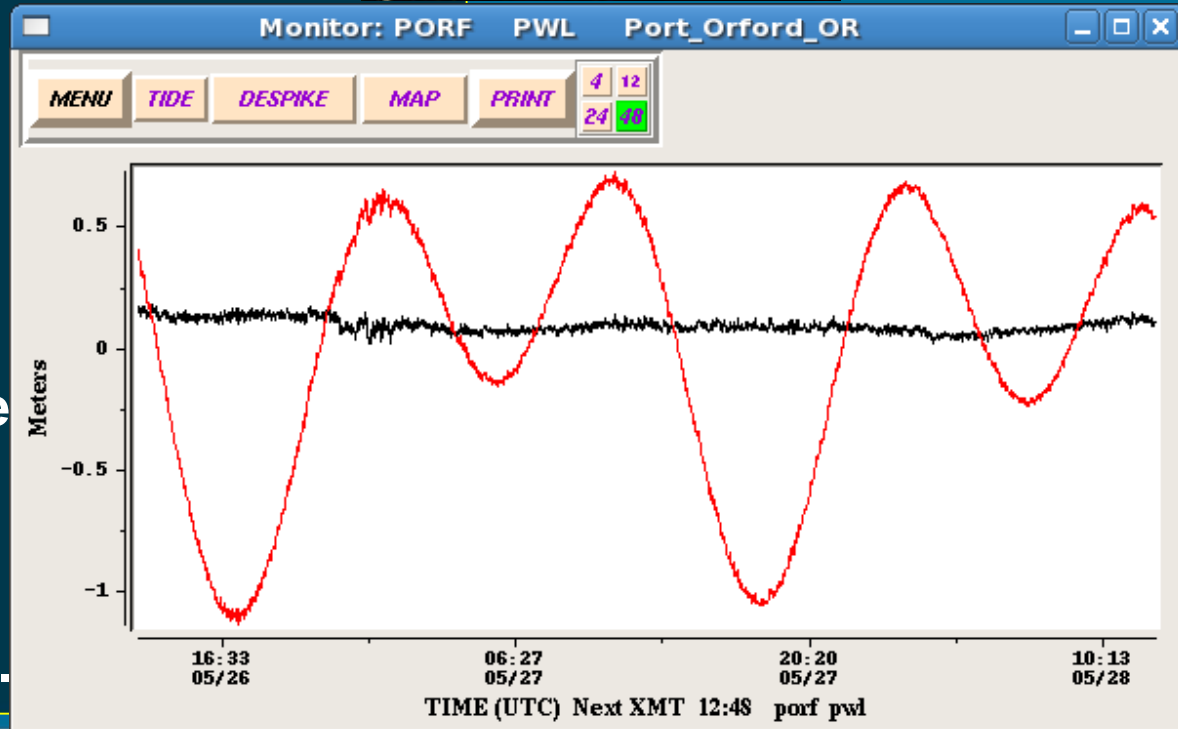 Monitor: PORF PWL Port_Orford_OR
MENU TIDE DESPIKE MAP PRINT 4 12
24 48
0.5
0
-0.5
-1
Meters
e
.
16:33 06:27 20:20 10:13
05/26 05/27 05/27 05/28
TIME (UTC) Next XMT 12:48 porf pwl